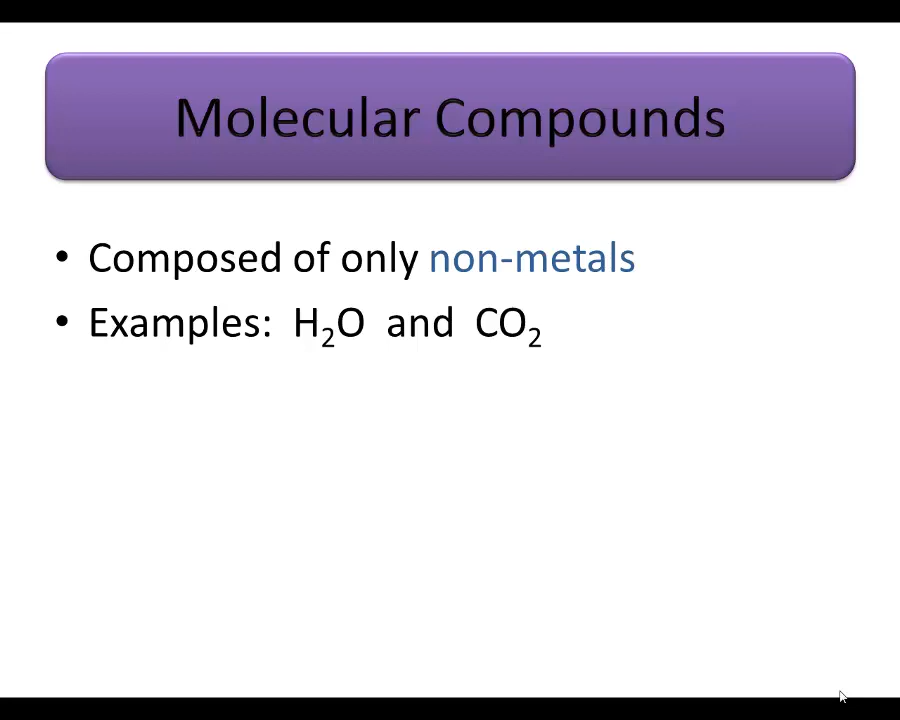 Molecular Compounds
• Composed of only non-metals
• Examples: H₂O and CO₂